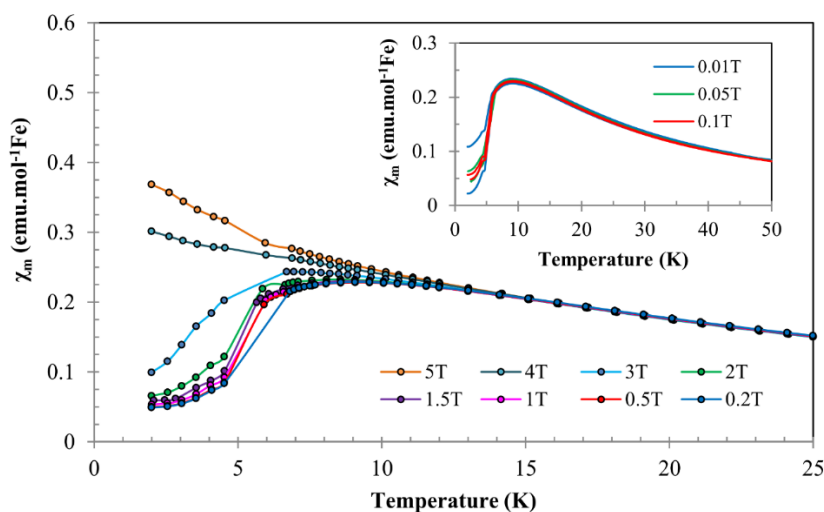 0.6
0.5
0.4
0.3
0.2
0.1
0
χm (emu.mol⁻¹Fe)
0 5 10 15 20 25
Temperature (K)
5T 4T 3T 2T
1.5T 1T 0.5T 0.2T
0.3
0.2
0.1
0
χm (emu.mol⁻¹Fe)
0 10 20 30 40 50
Temperature (K)
0.01T
0.05T
0.1T